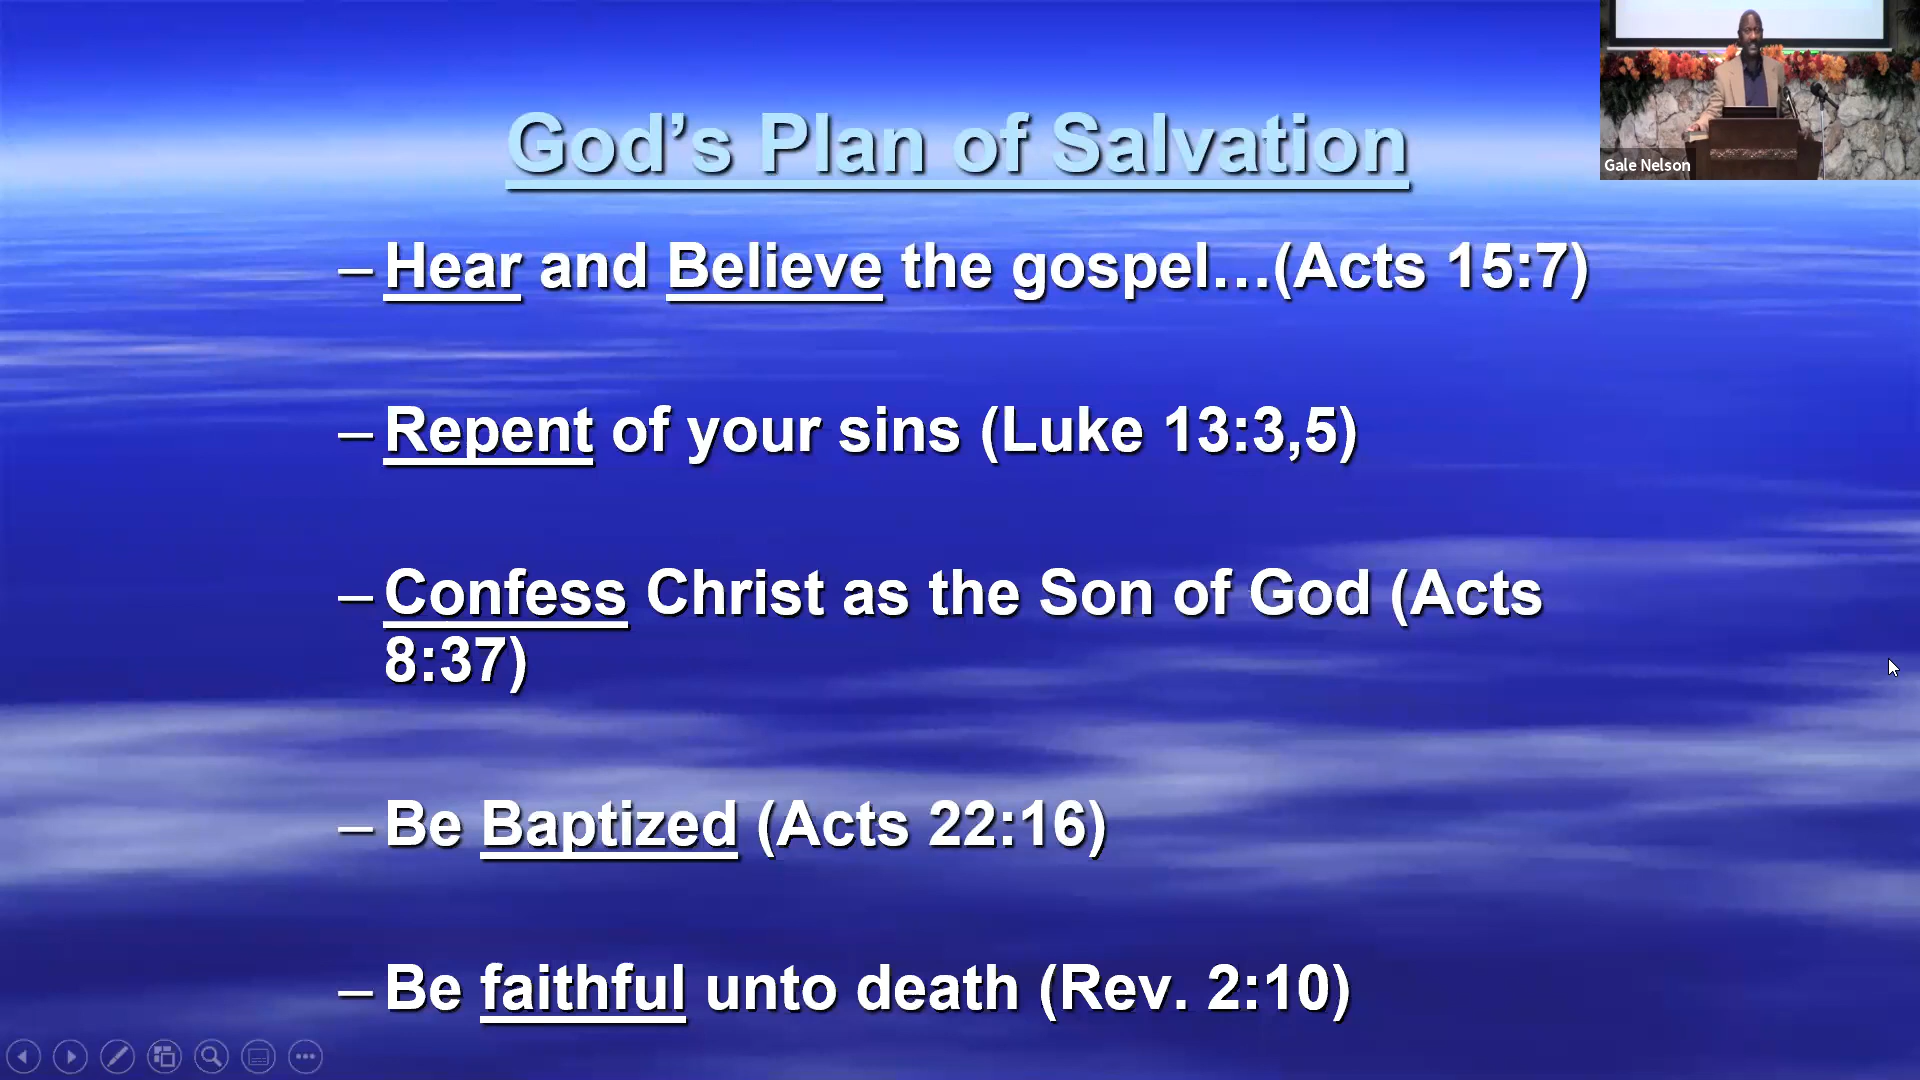 God’s Plan of Salvation
– Hear and Believe the gospel…(Acts 15:7)
– Repent of your sins (Luke 13:3,5)
– Confess Christ as the Son of God (Acts
8:37)
– Be Baptized (Acts 22:16)
– Be faithful unto death (Rev. 2:10)
Gale Nelson